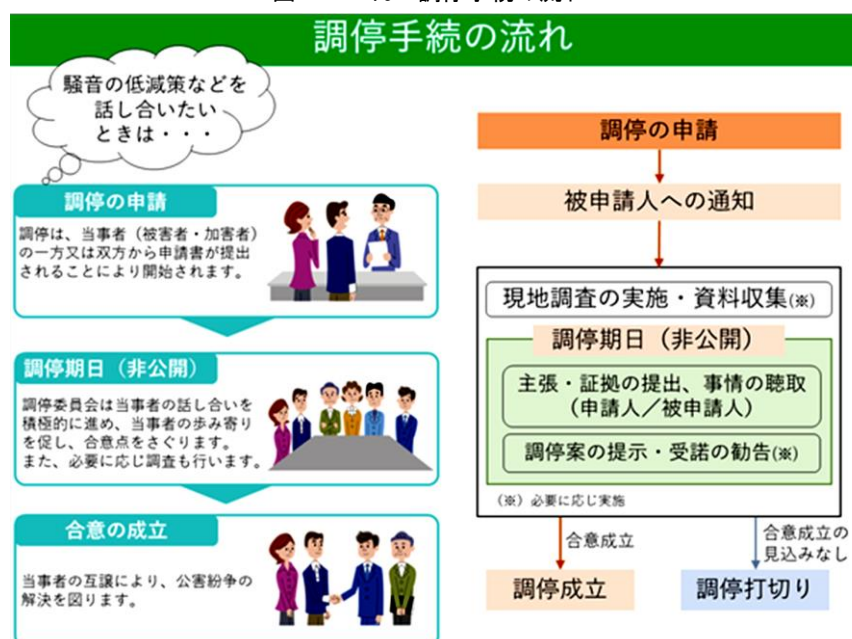 調停手続の流れ
騒音の低減策などを
話し合いたい
ときは・・・
調停の申請
調停は、当事者（被害者・加害者）
の一方又は双方から申請書が提出
されることにより開始されます。
調停期日（非公開）
調停委員会は当事者の話し合いを
積極的に進め、当事者の歩み寄り
を促し、合意点をさぐります。
また、必要に応じ調査も行います。
合意の成立
当事者の互譲により、公害紛争の
解決を図ります。
調停の申請
被申請人への通知
現地調査の実施・資料収集(※)
調停期日（非公開）
主張・証拠の提出、事情の聴取
（申請人／被申請人）
調停案の提示・受諾の勧告(※)
（※）必要に応じ実施
合意成立
合意成立の
見込みなし
調停成立
調停打切り